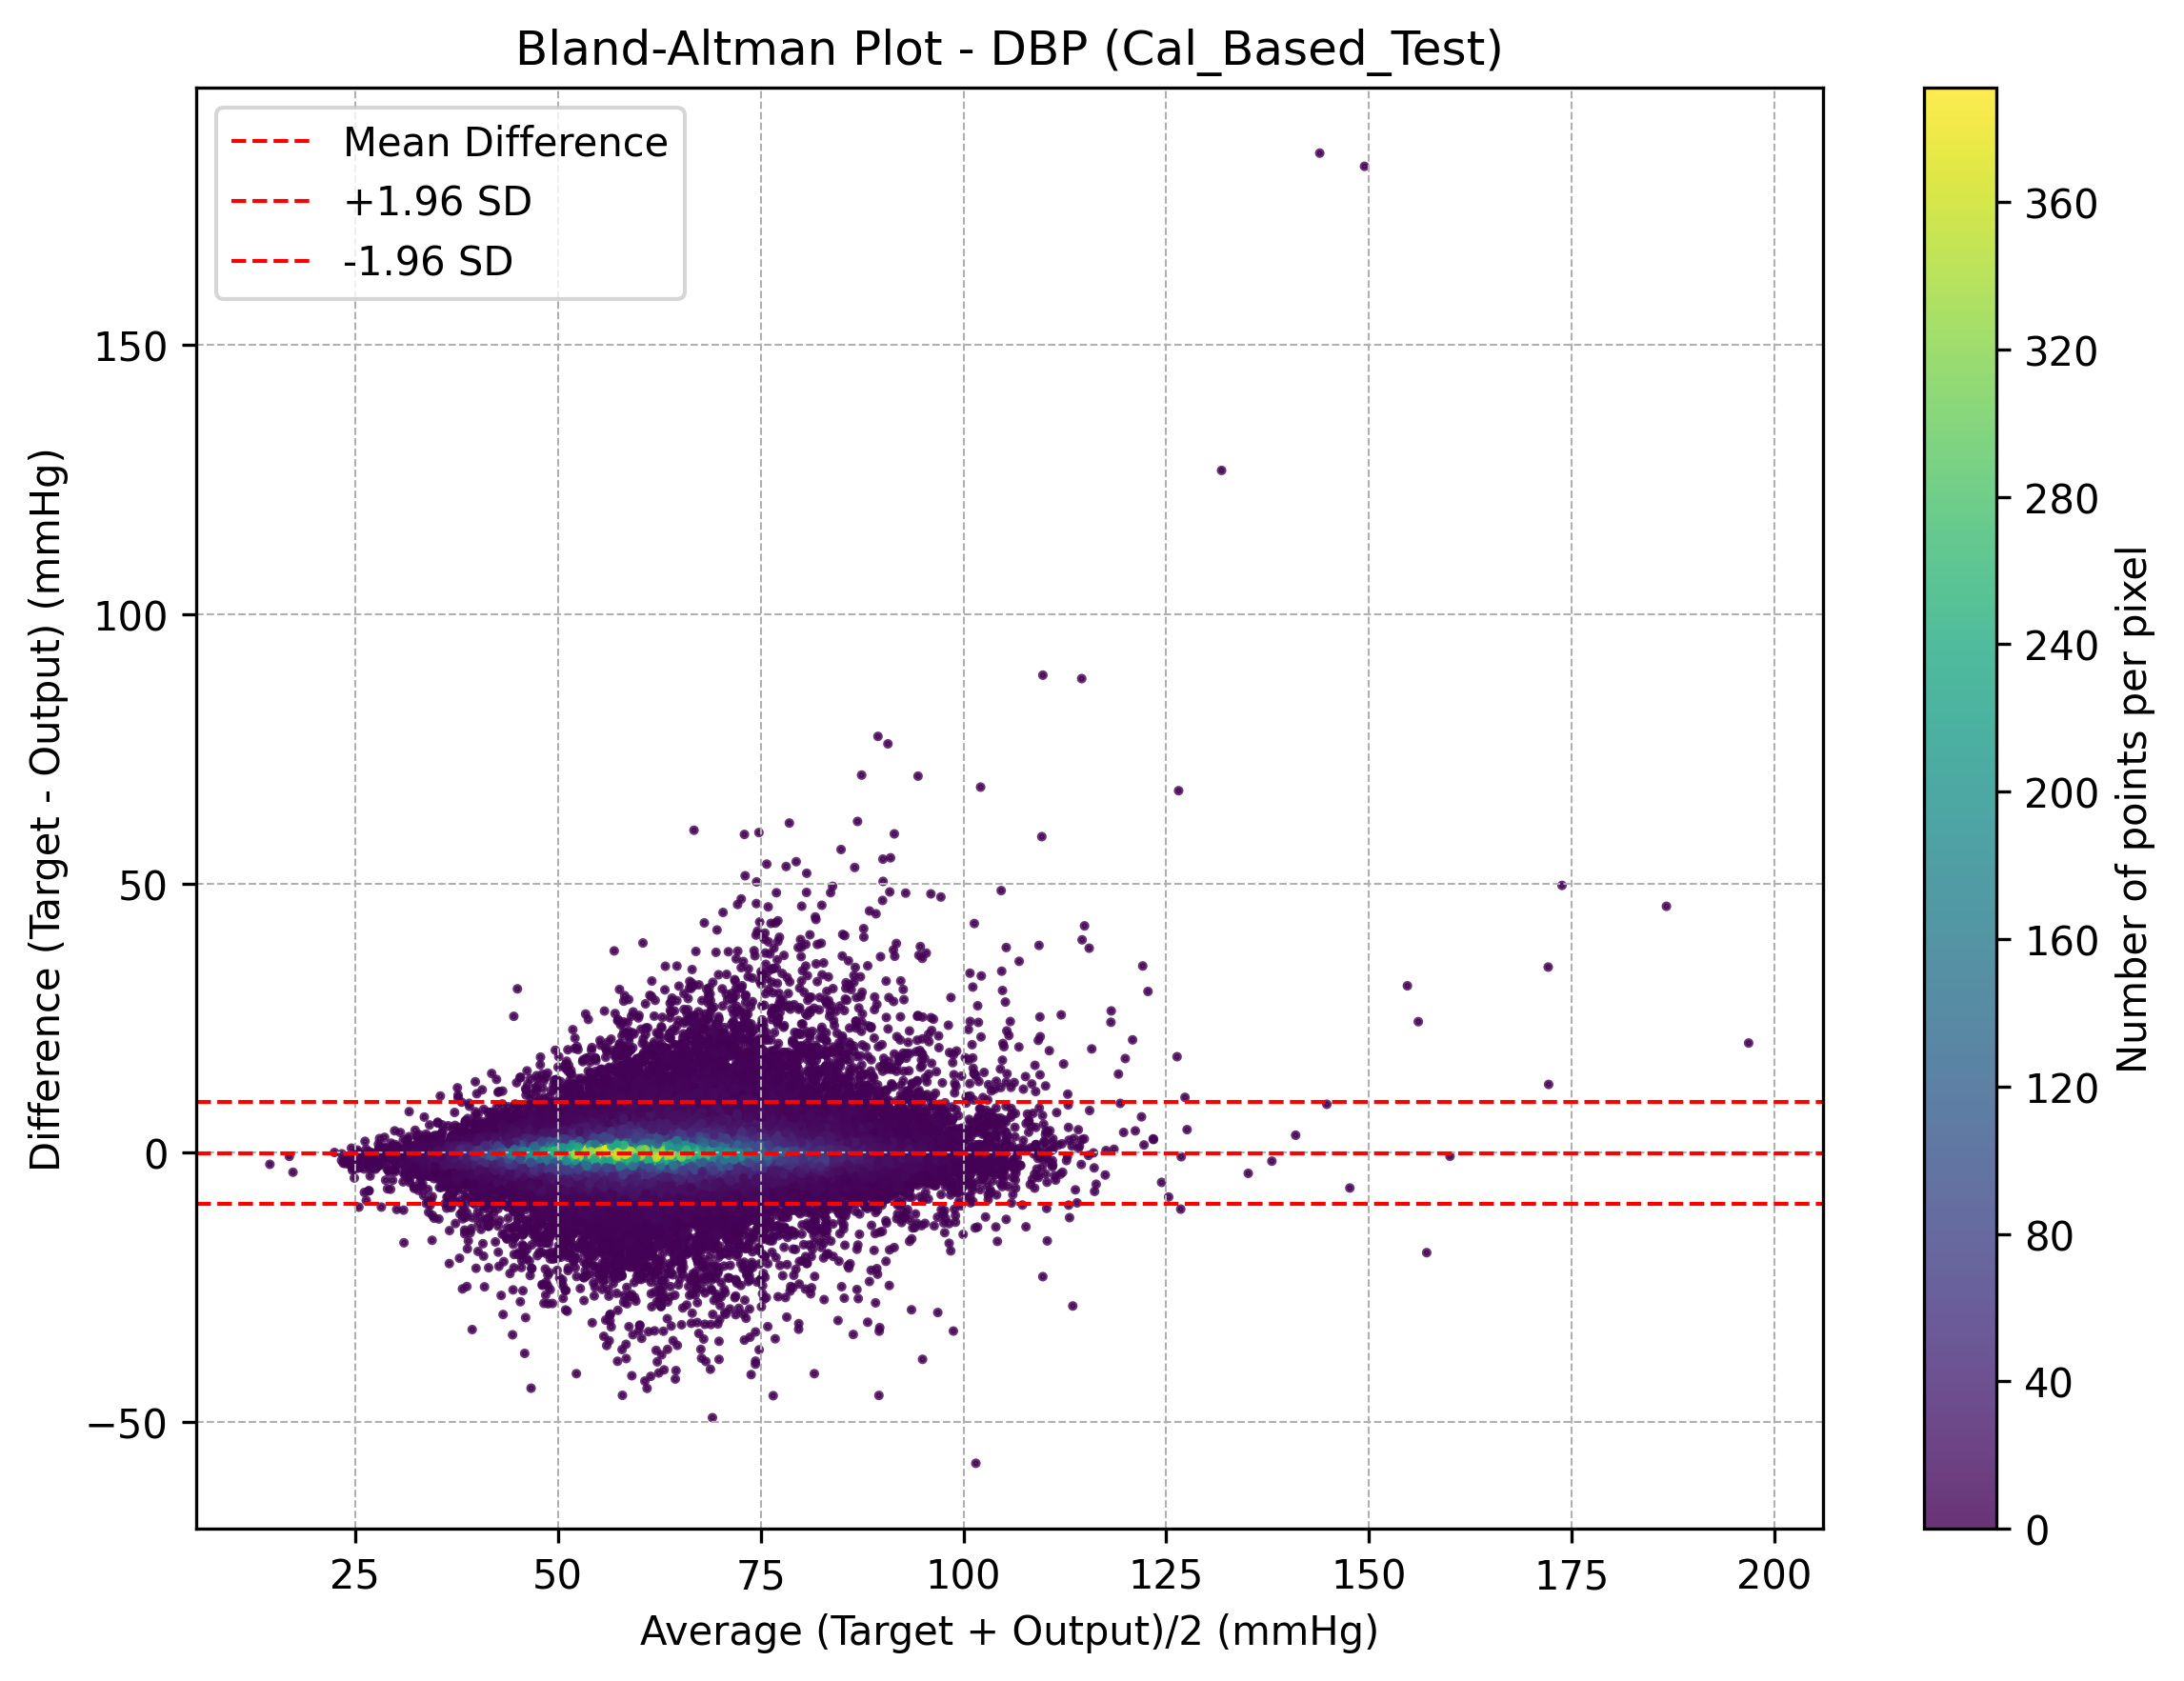 Bland-Altman Plot - DBP (Cal_Based_Test)
Mean Difference
+1.96 SD
-1.96 SD
Difference (Target - Output) (mmHg)
150
100
50
0
−50
25 50 75 100 125 150 175 200
Average (Target + Output)/2 (mmHg)
360
320
280
240
200
160
120
80
40
0
Number of points per pixel